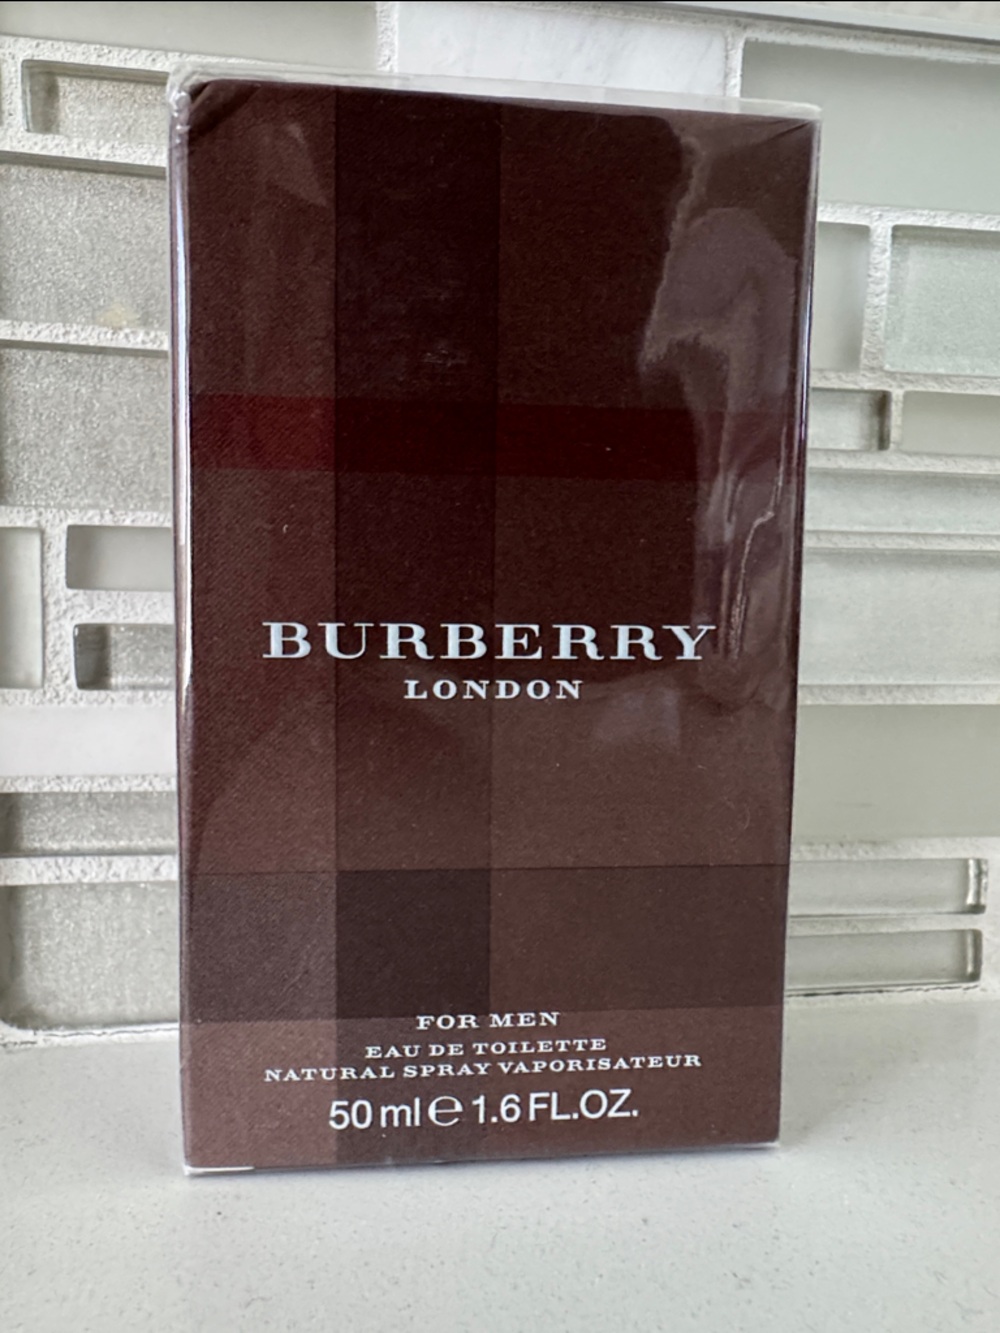 BURBERRY
LONDON
FOR MEN
EAU DE TOILETTE
NATURAL SPRAY VAPORISATEUR
50 ml e 1.6 FL.OZ.